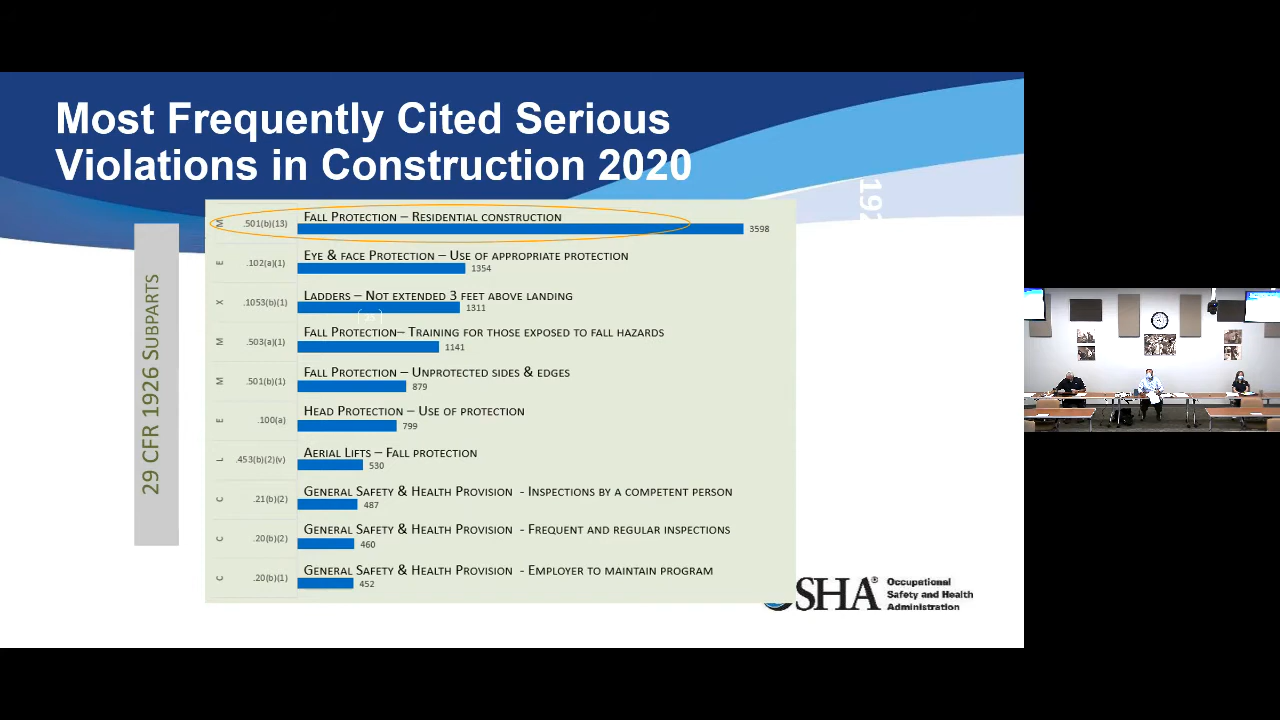 Most Frequently Cited Serious
Violations in Construction 2020
192
29 CFR 1926 SUBPARTS
M .501(b)(13) FALL PROTECTION – RESIDENTIAL CONSTRUCTION 3598
E .102(a)(1) EYE & FACE PROTECTION – USE OF APPROPRIATE PROTECTION 1354
X .1053(b)(1) LADDERS – NOT EXTENDED 3 FEET ABOVE LANDING 1311
M .503(a)(1) FALL PROTECTION– TRAINING FOR THOSE EXPOSED TO FALL HAZARDS 1141
M .501(b)(1) FALL PROTECTION – UNPROTECTED SIDES & EDGES 879
E .100(a) HEAD PROTECTION – USE OF PROTECTION 799
L .453(b)(2)(v) AERIAL LIFTS – FALL PROTECTION 530
C .21(b)(2) GENERAL SAFETY & HEALTH PROVISION - INSPECTIONS BY A COMPETENT PERSON 487
C .20(b)(2) GENERAL SAFETY & HEALTH PROVISION - FREQUENT AND REGULAR INSPECTIONS 460
C .20(b)(1) GENERAL SAFETY & HEALTH PROVISION - EMPLOYER TO MAINTAIN PROGRAM 452
OSHA® Occupational
Safety and Health
Administration